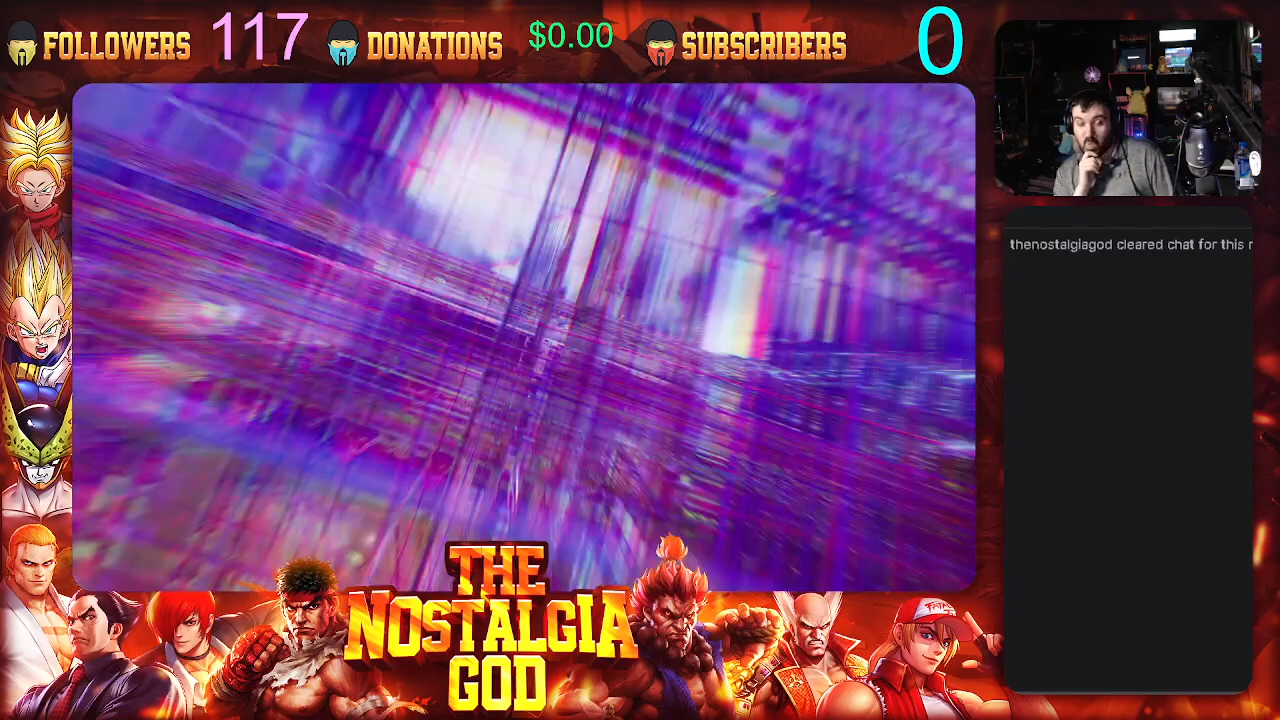 FOLLOWERS 117 DONATIONS $0.00 SUBSCRIBERS 0
thenostalgiagod cleared chat for this r
THE
NOSTALGIA
GOD